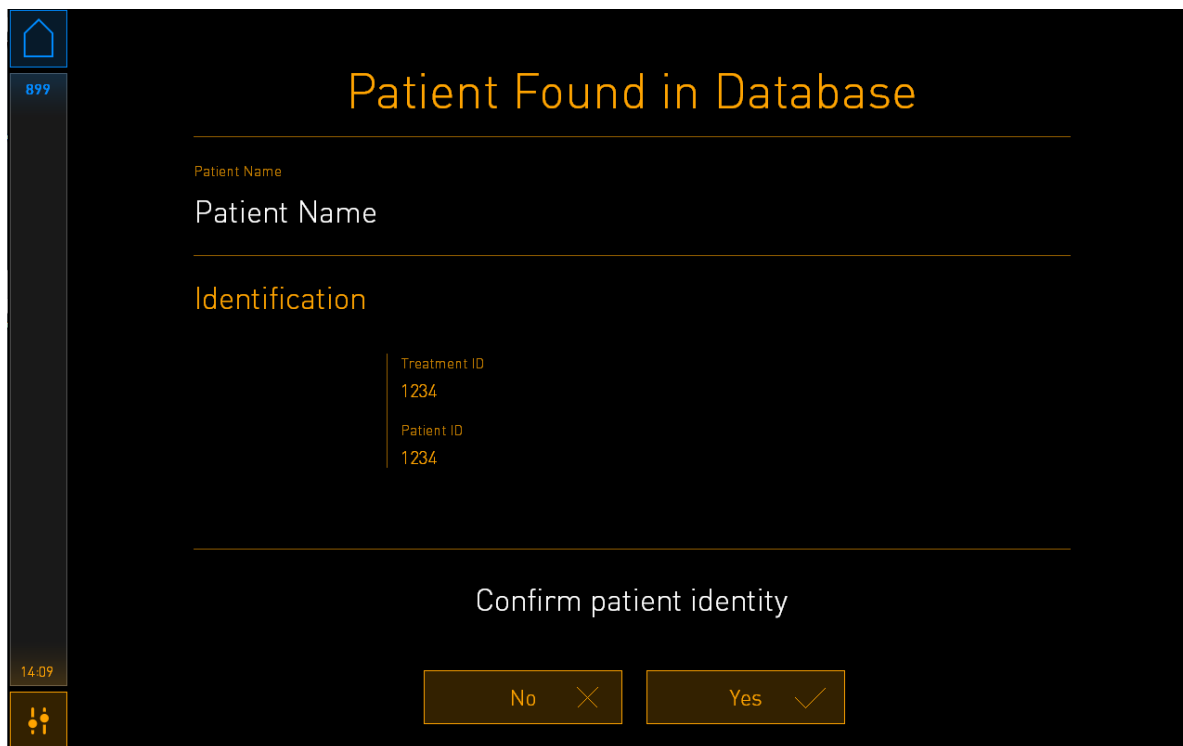 899
Patient Found in Database
Patient Name
Patient Name
Identification
Treatment ID
1234
Patient ID
1234
Confirm patient identity
14:09
No
Yes